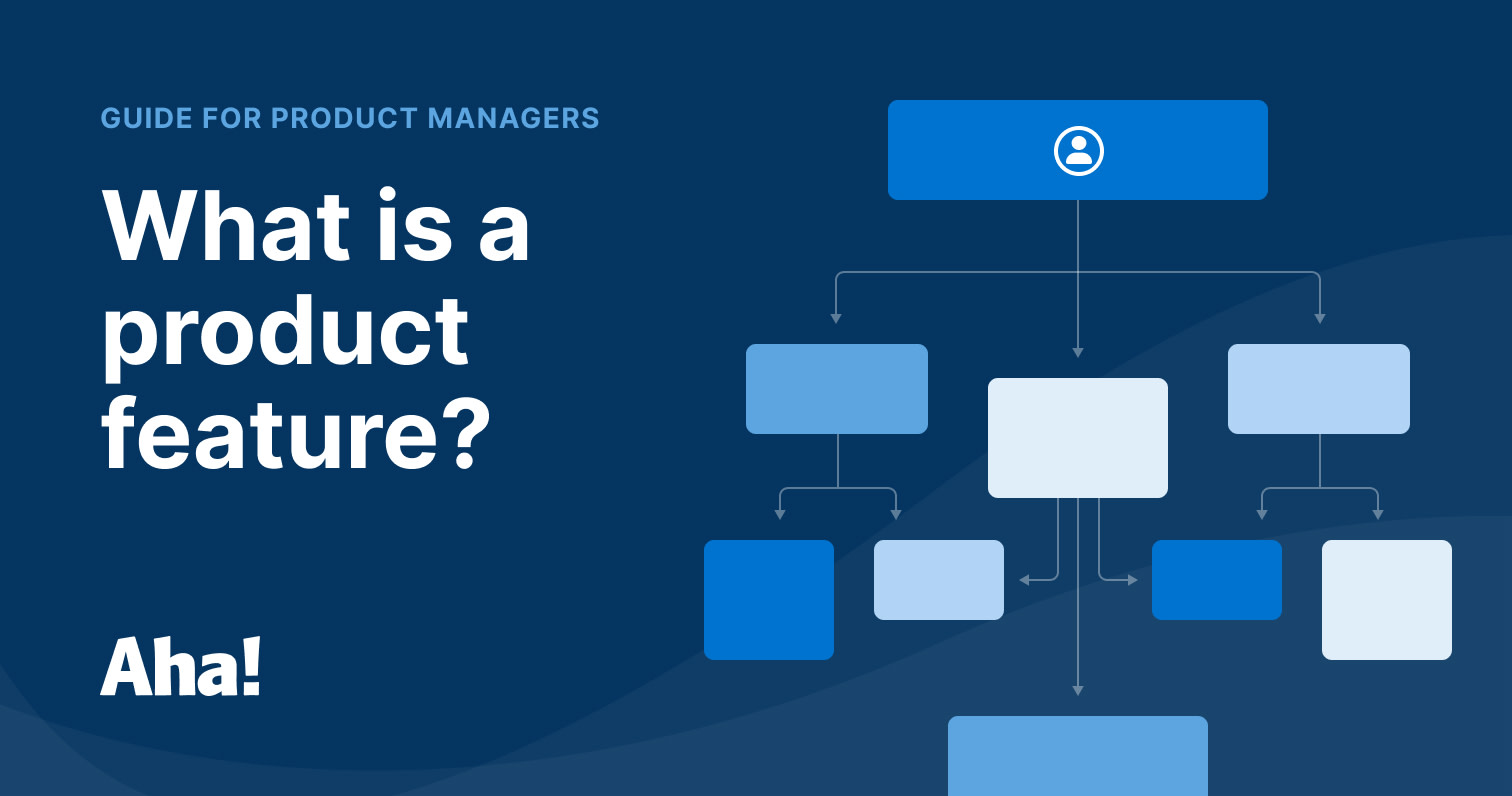 GUIDE FOR PRODUCT MANAGERS
What is a
product
feature?
Aha!